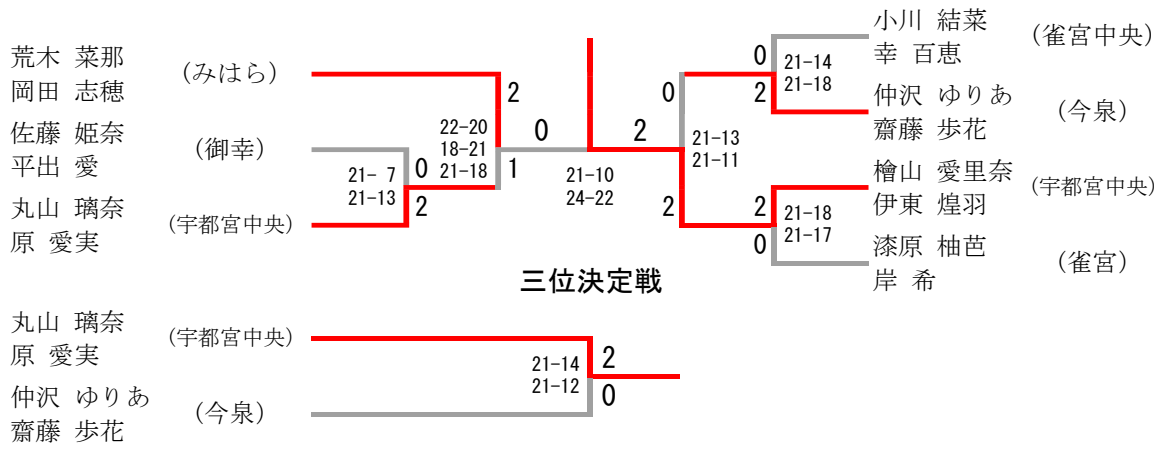 荒木 菜那
岡田 志穂
(みはら)
佐藤 姫奈
平出 愛
(御幸)
丸山 璃奈
原 愛実
(宇都宮中央)
2
22-20
18-21
21-18
1
0
21- 7
21-13
2
0
2
21-10
24-22
小川 結菜
幸 百恵
(雀宮中央)
仲沢 ゆりあ
齋藤 歩花
(今泉)
檜山 愛里奈
伊東 煌羽
(宇都宮中央)
漆原 柚芭
岸 希
(雀宮)
0
21-14
21-18
2
0
21-13
21-11
2
2
21-18
21-17
0
三位決定戦
丸山 璃奈
原 愛実
(宇都宮中央)
仲沢 ゆりあ
齋藤 歩花
(今泉)
21-14
21-12
2
0